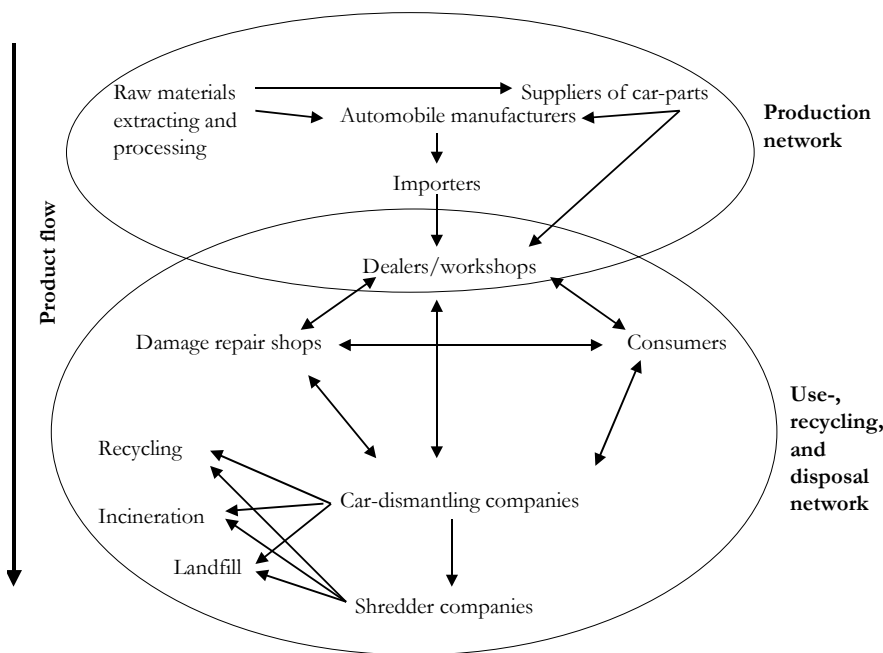 Raw materials
extracting and
processing
Suppliers of car-parts
Automobile manufacturers
Production
network
Importers
Product flow
Dealers/workshops
Damage repair shops
Consumers
Use-,
recycling,
and
disposal
network
Recycling
Car-dismantling companies
Incineration
Landfill
Shredder companies